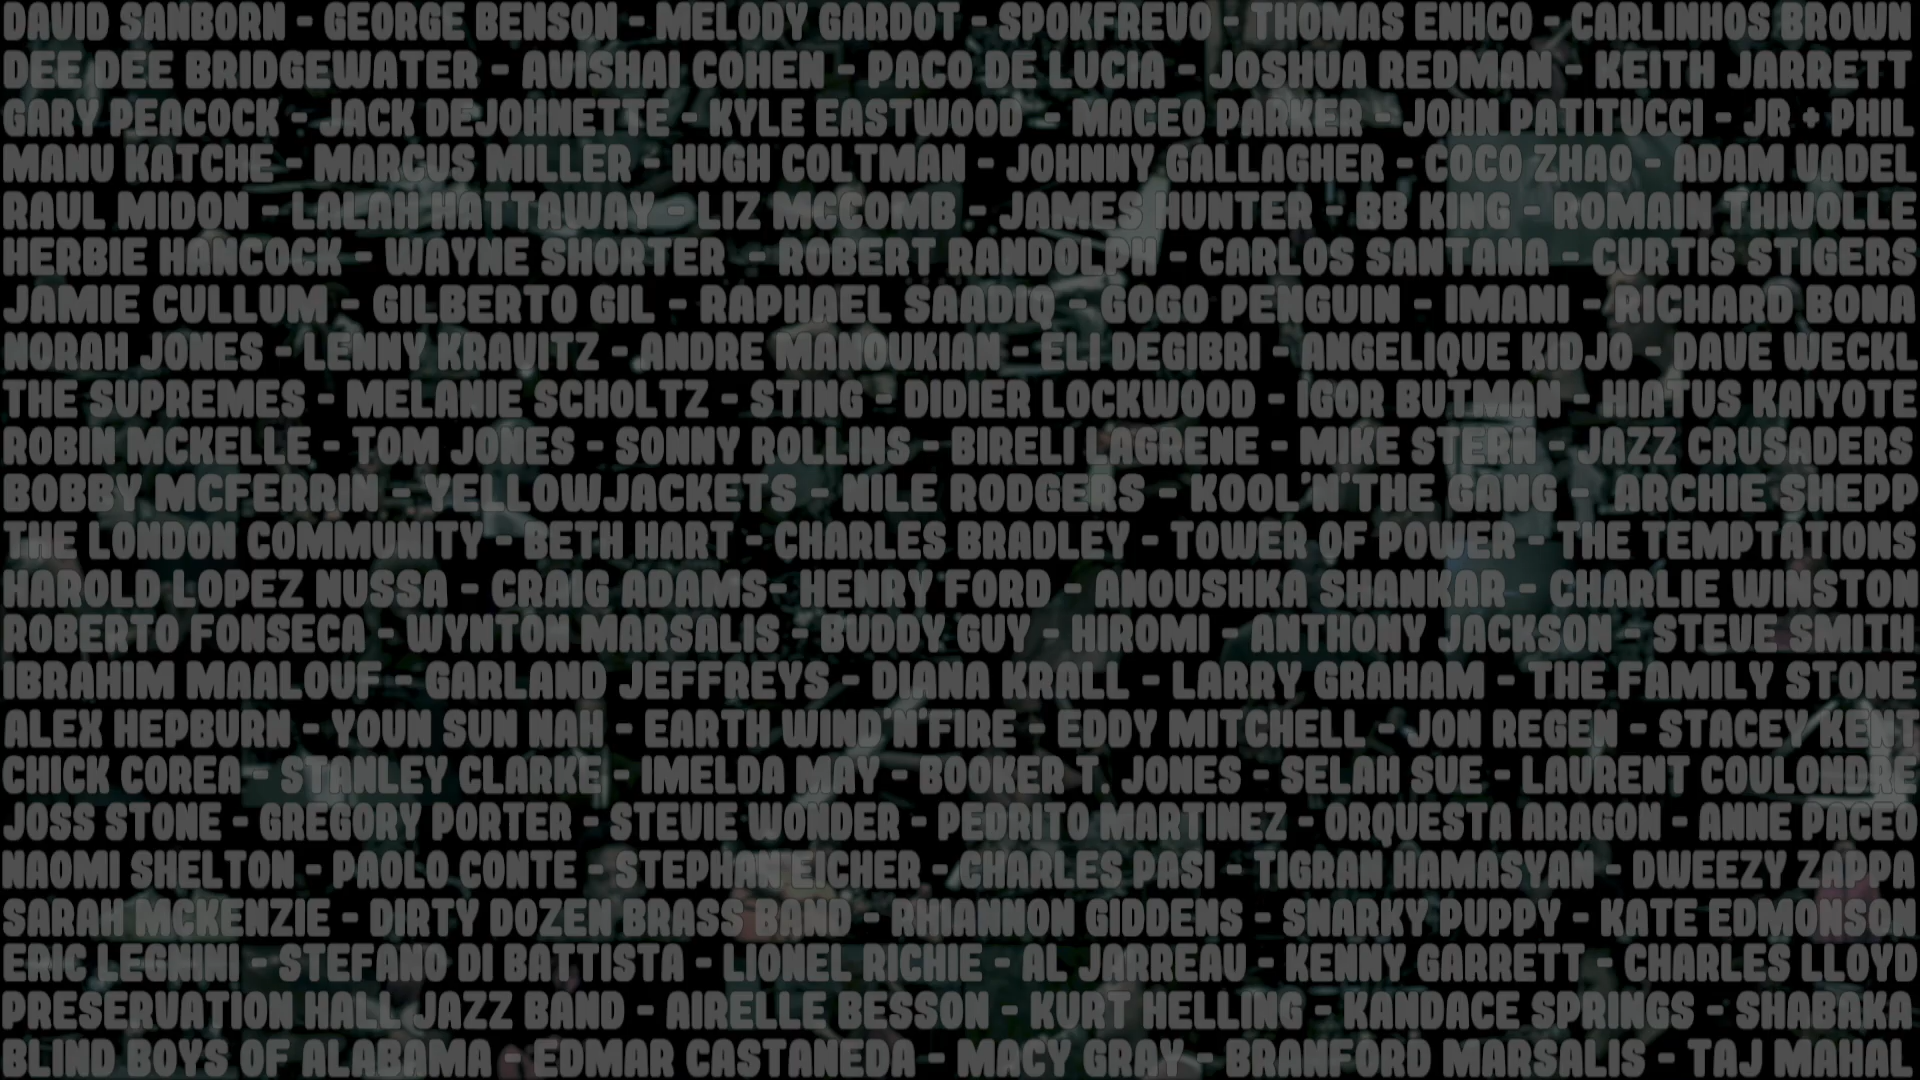 DAVID SANBORN - GEORGE BENSON - MELODY GARDOT - SPOKFREVO - THOMAS ENHCO - CARLINHOS BROWN
DEE DEE BRIDGEWATER - AVISHAI COHEN - PACO DE LUCIA - JOSHUA REDMAN - KEITH JARRETT
GARY PEACOCK - JACK DEJOHNETTE - KYLE EASTWOOD - MACEO PARKER - JOHN PATITUCCI - JR + PHIL
MANU KATCHE - MARCUS MILLER - HUGH COLTMAN - JOHNNY GALLAGHER - COCO ZHAO - ADAM VADEL
RAUL MIDON - LALAH HATTAWAY - LIZ MCCOMB - JAMES HUNTER - BB KING - ROMAIN THIVOLLE
HERBIE HANCOCK - WAYNE SHORTER - ROBERT RANDOLPH - CARLOS SANTANA - CURTIS STIGERS
JAMIE CULLUM - GILBERTO GIL - RAPHAEL SAADIQ - GOGO PENGUIN - IMANI - RICHARD BONA
NORAH JONES - LENNY KRAVITZ - ANDRE MANOUKIAN - ELI DEGIBRI - ANGELIQUE KIDJO - DAVE WECKL
THE SUPREMES - MELANIE SCHOLTZ - STING - DIDIER LOCKWOOD - IGOR BUTMAN - HIATUS KAIYOTE
ROBIN MCKELLE - TOM JONES - SONNY ROLLINS - BIRELI LAGRENE - MIKE STERN - JAZZ CRUSADERS
BOBBY MCFERRIN - YELLOWJACKETS - NILE RODGERS - KOOL'N'THE GANG - ARCHIE SHEPP
THE LONDON COMMUNITY - BETH HART - CHARLES BRADLEY - TOWER OF POWER - THE TEMPTATIONS
HAROLD LOPEZ NUSSA - CRAIG ADAMS- HENRY FORD - ANOUSHKA SHANKAR - CHARLIE WINSTON
ROBERTO FONSECA - WYNTON MARSALIS - BUDDY GUY - HIROMI - ANTHONY JACKSON - STEVE SMITH
IBRAHIM MAALOUF - GARLAND JEFFREYS - DIANA KRALL - LARRY GRAHAM - THE FAMILY STONE
ALEX HEPBURN - YOUN SUN NAH - EARTH WIND'N'FIRE - EDDY MITCHELL - JON REGEN - STACEY KENT
CHICK COREA - STANLEY CLARKE - IMELDA MAY - BOOKER T. JONES - SELAH SUE - LAURENT COULONDRE
JOSS STONE - GREGORY PORTER - STEVIE WONDER - PEDRITO MARTINEZ - ORQUESTA ARAGON - ANNE PACEO
NAOMI SHELTON - PAOLO CONTE - STEPHAN EICHER - CHARLES PASI - TIGRAN HAMASYAN - DWEEZY ZAPPA
SARAH MCKENZIE - DIRTY DOZEN BRASS BAND - RHIANNON GIDDENS - SNARKY PUPPY - KATE EDMONSON
ERIC LEGNINI - STEFANO DI BATTISTA - LIONEL RICHIE - AL JARREAU - KENNY GARRETT - CHARLES LLOYD
PRESERVATION HALL JAZZ BAND - AIRELLE BESSON - KURT HELLING - KANDACE SPRINGS - SHABAKA
BLIND BOYS OF ALABAMA - EDMAR CASTANEDA - MACY GRAY - BRANFORD MARSALIS - TAJ MAHAL